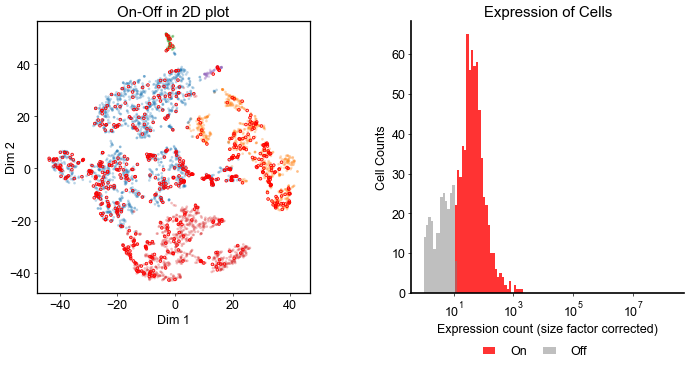 On-Off in 2D plot
40
20
0
−20
−40
Dim 2
−40 −20 0 20 40
Dim 1
Expression of Cells
60
50
40
30
20
10
0
Cell Counts
10^1 10^3 10^5 10^7
Expression count (size factor corrected)
On Off